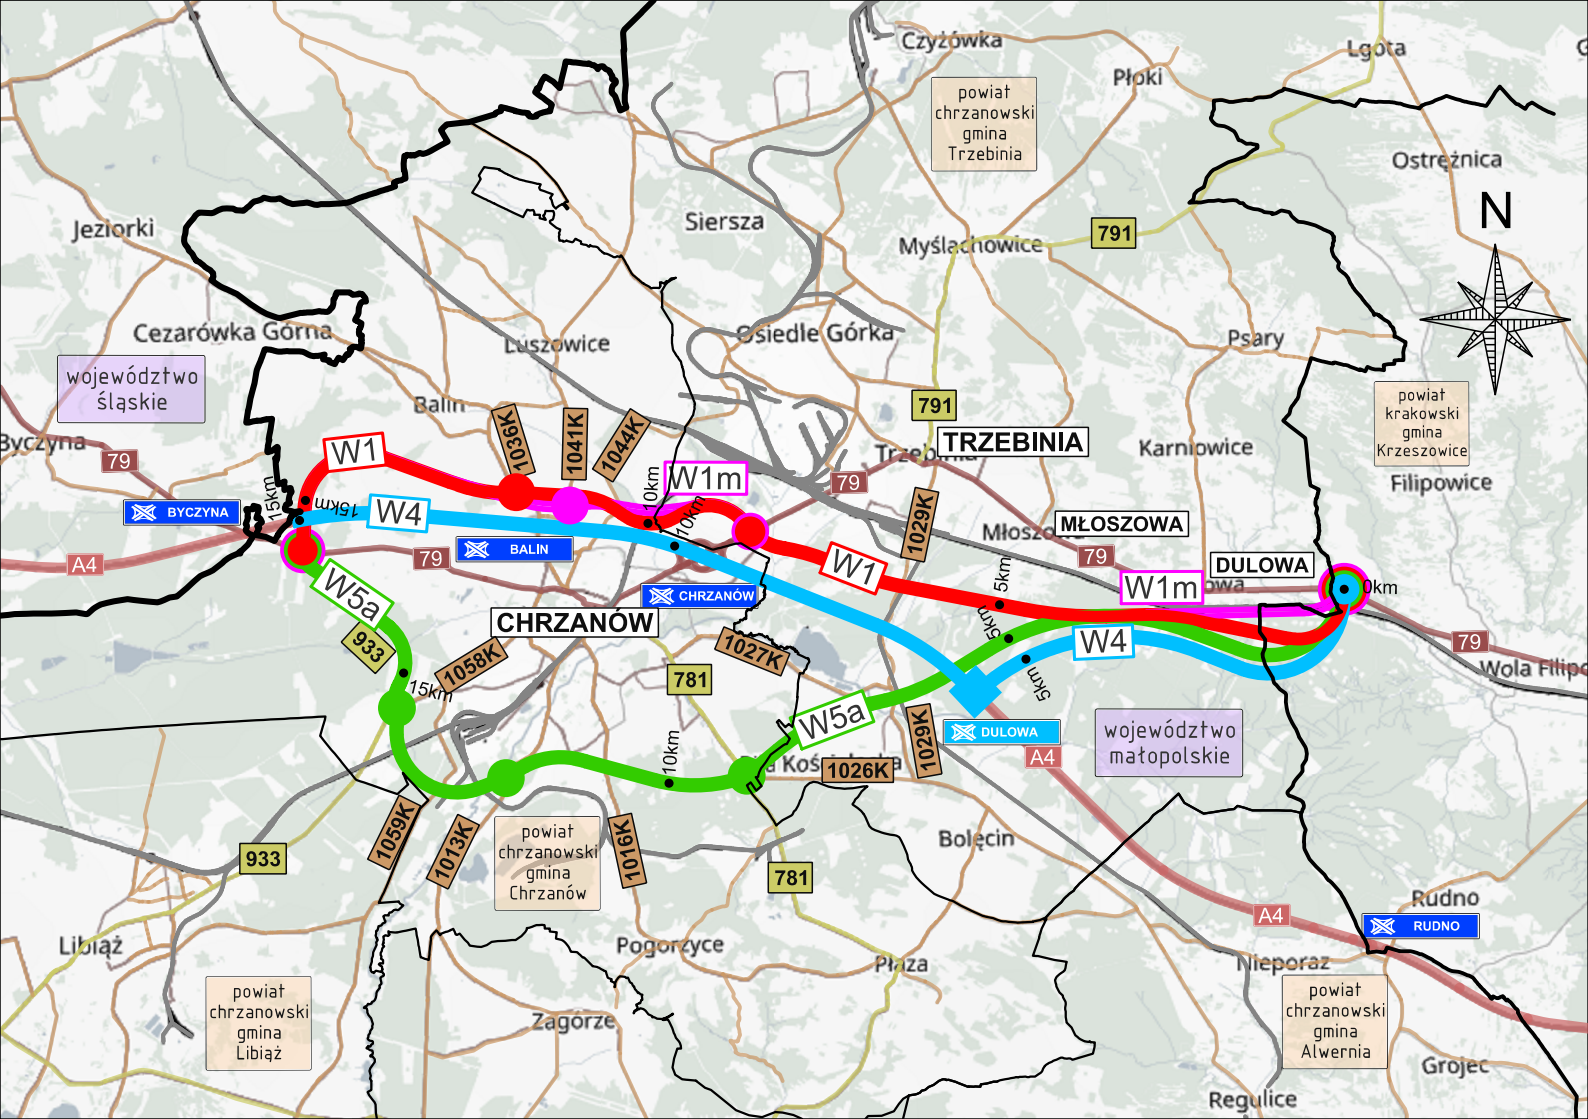 Czyżówka
Lgota
Płoki
powiat
chrzanowski
gmina
Trzebinia
Ostrężnica
N
Jeziorki
Siersza
Myślachowice
791
Cezarówka Górna
Luszowice
Osiedle Górka
Psary
województwo
śląskie
Balin
791
powiat
krakowski
gmina
Krzeszowice
Byczyna
79
W1
1036K
1041K
1044K
TRZEBINIA
Karniowice
Filipowice
10km
W1m
79
15km
15km
W4
BYCZYNA
10km
1029K
MŁOSZOWA
79
A4
79
BALIN
W1
DULOWA
W1m
0km
5km
W5a
CHRZANÓW
CHRZANÓW
933
5km
W4
79
1058K
1027K
781
15km
5km
W5a
1029K
DULOWA
województwo
małopolskie
A4
10km
1026K
1059K
1013K
powiat
chrzanowski
gmina
Chrzanów
1016K
933
781
Bolęcin
Rudno
A4
RUDNO
Libiąż
Pogorzyce
Płaza
Nieporaz
powiat
chrzanowski
gmina
Libiąż
Zagórze
powiat
chrzanowski
gmina
Alwernia
Grojec
Regulice